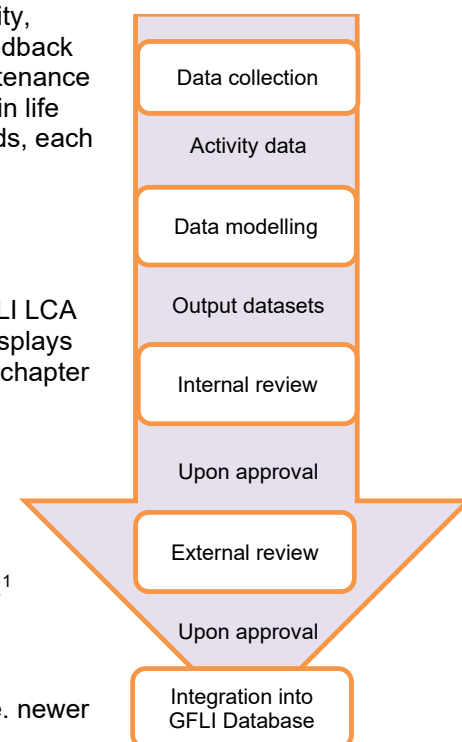 ity,
edback
tenance
in life
ds, each
LI LCA
splays
chapter
1
e. newer
Data collection
Activity data
Data modelling
Output datasets
Internal review
Upon approval
External review
Upon approval
Integration into
GFLI Database